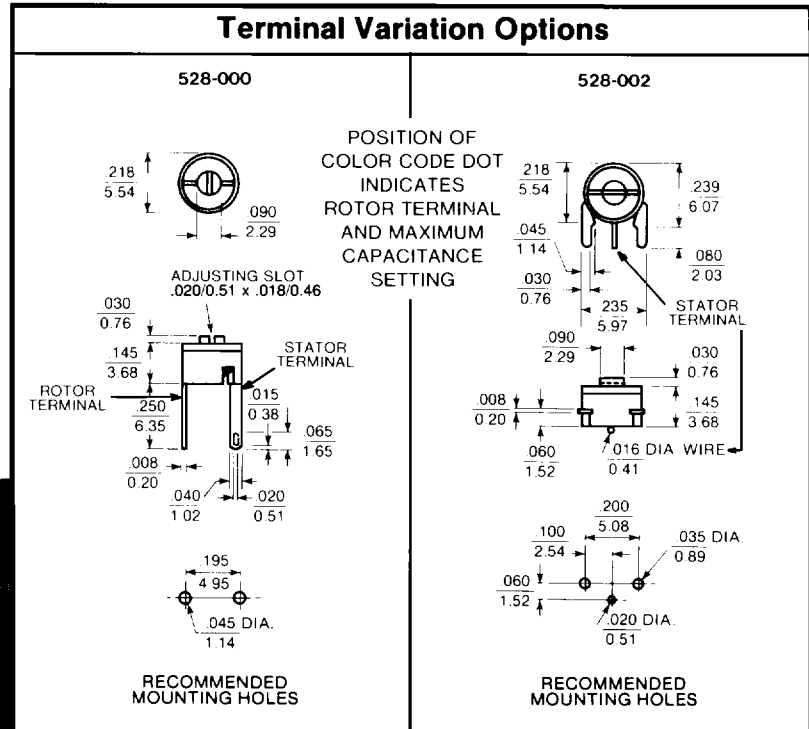 Terminal Variation Options
528-000
528-002
POSITION OF
COLOR CODE DOT
INDICATES
ROTOR TERMINAL
AND MAXIMUM
CAPACITANCE
SETTING
.218
5.54
.090
2.29
ADJUSTING SLOT
.020/0.51 x .018/0.46
.030
0.76
.145
3.68
STATOR
TERMINAL
ROTOR
TERMINAL
.250
6.35
.015
0.38
.065
1.65
.008
0.20
.040
1.02
.020
0.51
.195
4.95
.045 DIA.
1.14
RECOMMENDED
MOUNTING HOLES
.218
5.54
.239
6.07
.045
1.14
.080
2.03
.030
0.76
.235
5.97
STATOR
TERMINAL
.090
2.29
.030
0.76
.008
0.20
.145
3.68
.060
1.52
.016 DIA WIRE
0.41
.200
5.08
.100
2.54
.035 DIA.
0.89
.060
1.52
.020 DIA.
0.51
RECOMMENDED
MOUNTING HOLES